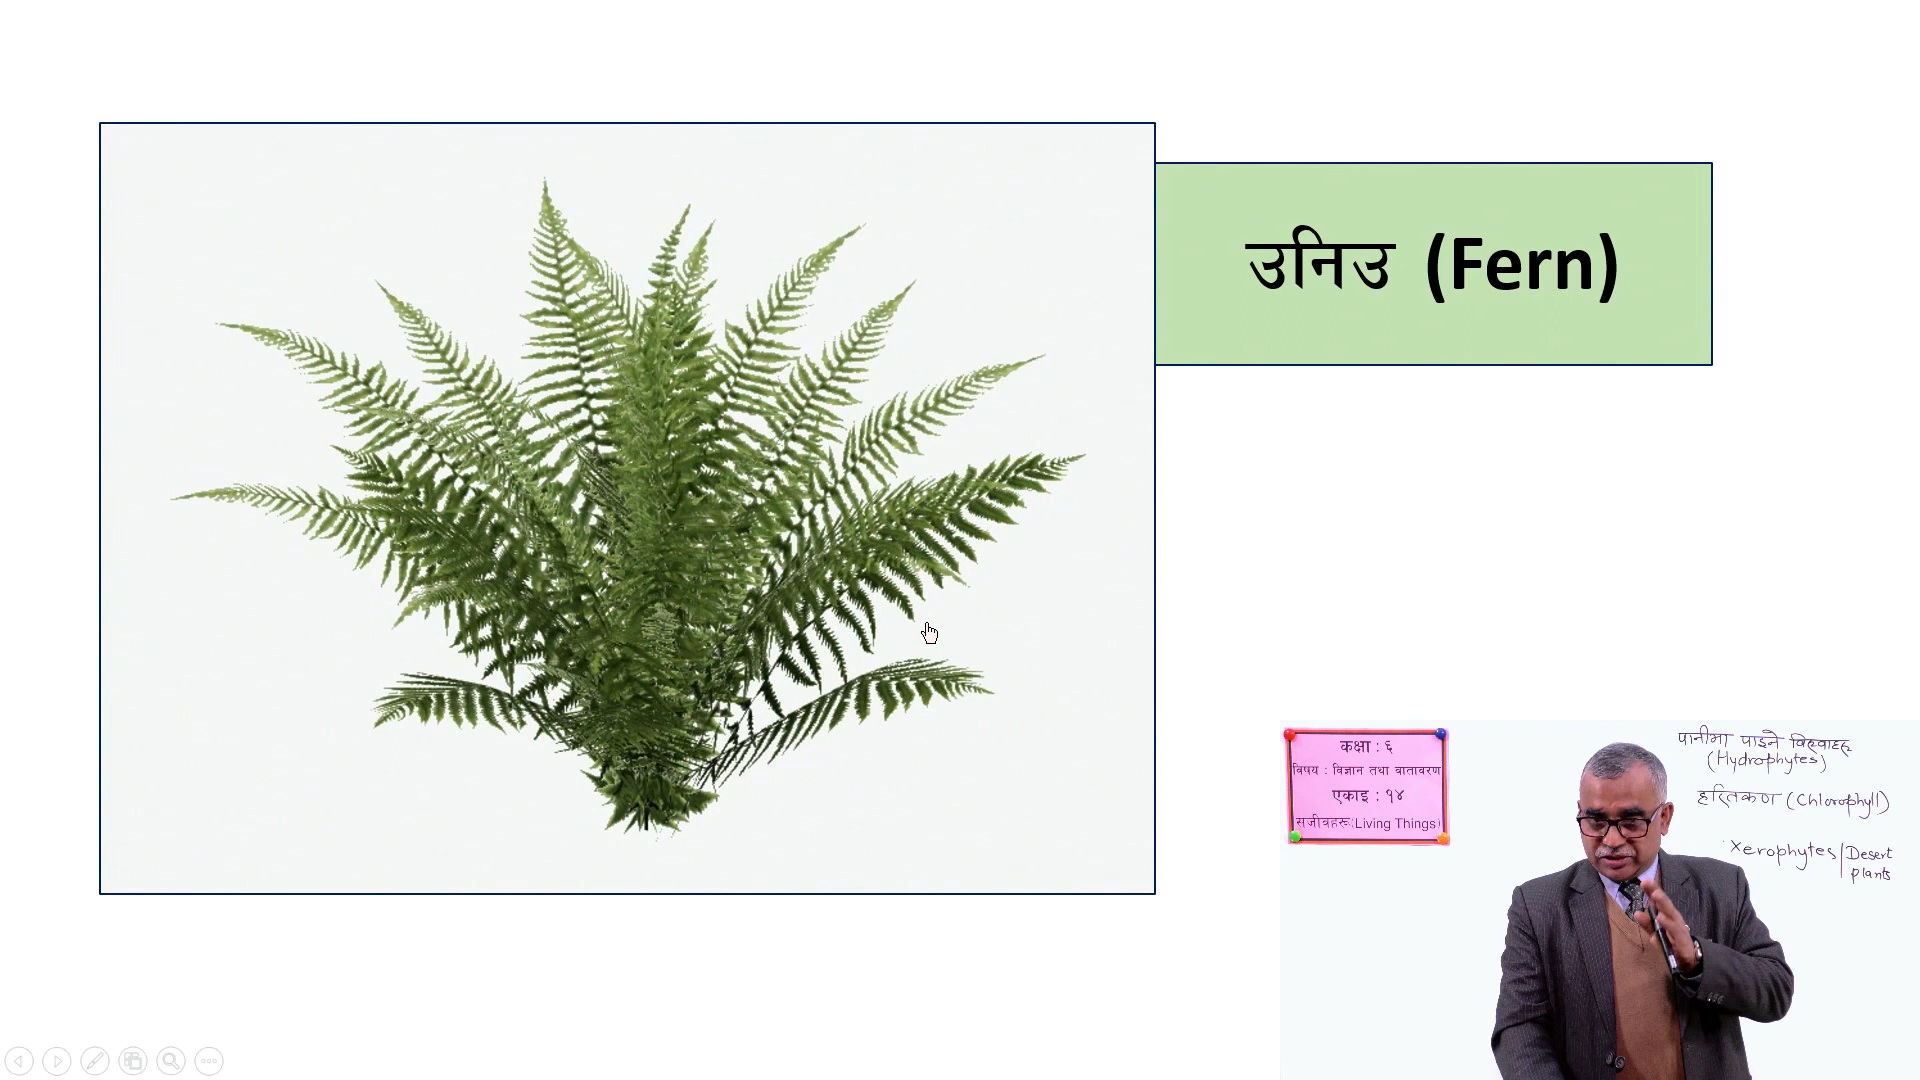 उनिउ (Fern)
कक्षा : ६
विषय : विज्ञान तथा वातावरण
एकाइ : १४
सजीवहरू(Living Things)
पानीमा पाइने विरुवाहरू
(Hydrophytes)
हरितकण (Chlorophyll)
Xerophytes/Desert
plants